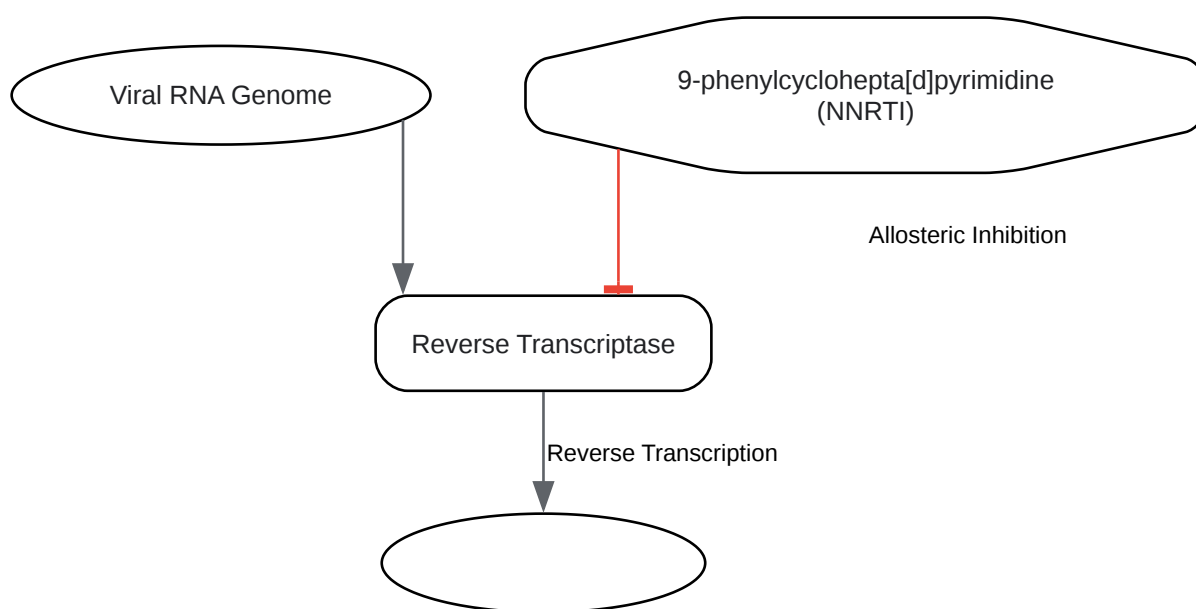 Viral RNA Genome
9-phenylcyclohepta[d]pyrimidine
(NNRTI)
Allosteric Inhibition
Reverse Transcriptase
Reverse Transcription